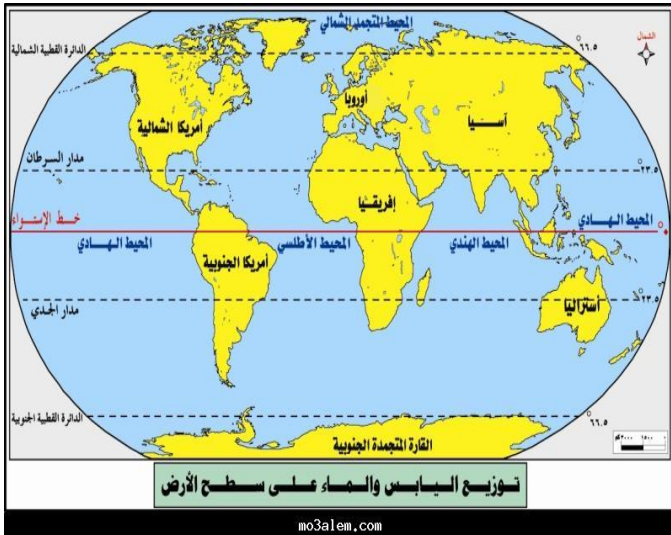 المحيط المتجمد الشمالي
الشمال
الدائرة القطبية الشمالية
٦٦.٥
أوروبا
آسيا
أمريكا الشمالية
مدار السرطان
٢٣.٥
إفريقيا
خط الإستواء
٠
المحيط الهادي
المحيط الهادي
المحيط الأطلسي
المحيط الهندي
أمريكا الجنوبية
مدار الجدي
٢٣.٥
أستراليا
الدائرة القطبية الجنوبية
٦٦.٥
القارة المتجمدة الجنوبية
توزيع اليابس والماء على سطح الأرض
mo3alem.com